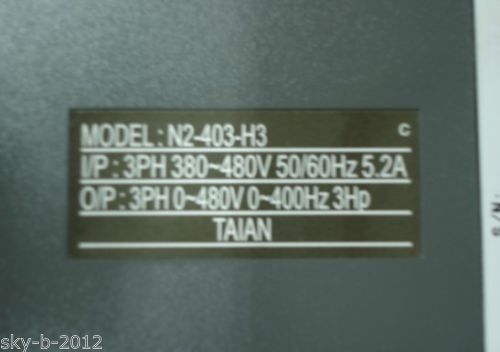 MODEL : N2-403-H3 C
I/P : 3PH 380~480V 50/60Hz 5.2A
O/P : 3PH 0~480V 0~400Hz 3Hp
TAIAN
sky-b-2012